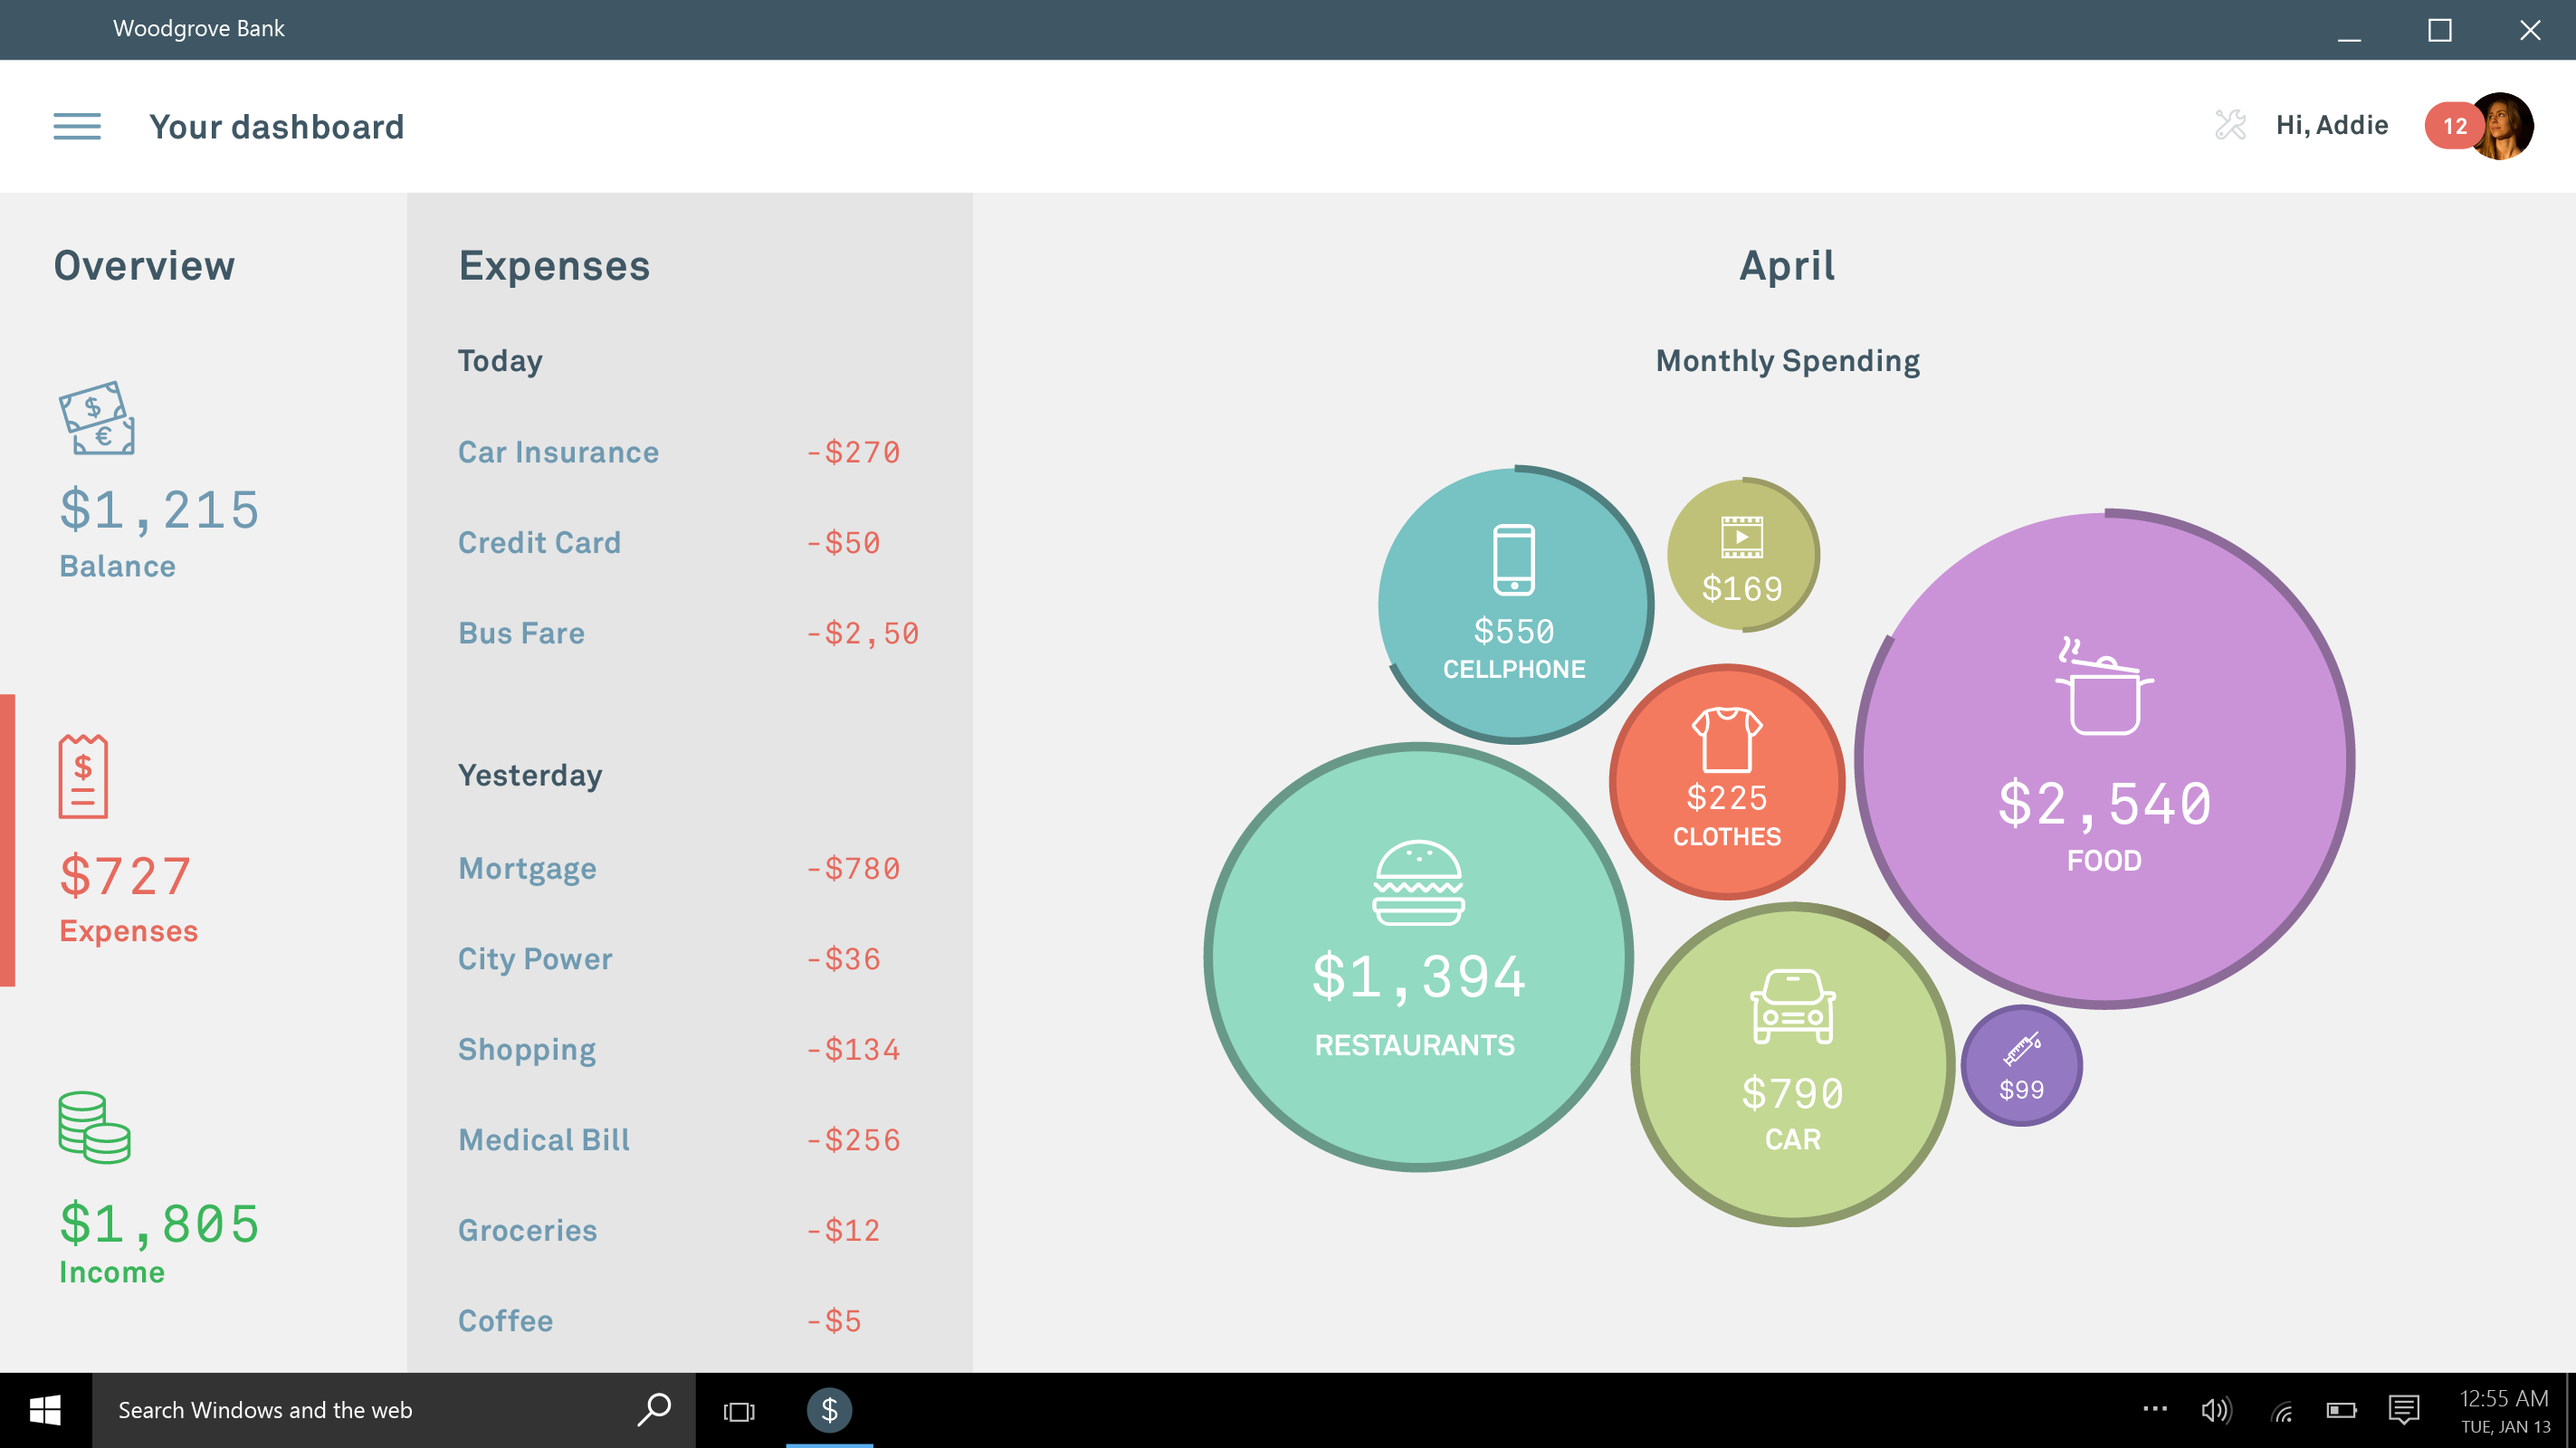 Woodgrove Bank
Your dashboard
Hi, Addie
12
Overview
$
€
$1,215
Balance
$
$727
Expenses
$1,805
Income
Expenses
Today
Car Insurance -$270
Credit Card -$50
Bus Fare -$2,50
Yesterday
Mortgage -$780
City Power -$36
Shopping -$134
Medical Bill -$256
Groceries -$12
Coffee -$5
April
Monthly Spending
$550
CELLPHONE
$169
$225
CLOTHES
$2,540
FOOD
$1,394
RESTAURANTS
$790
CAR
$99
Search Windows and the web
$
12:55 AM
TUE, JAN 13